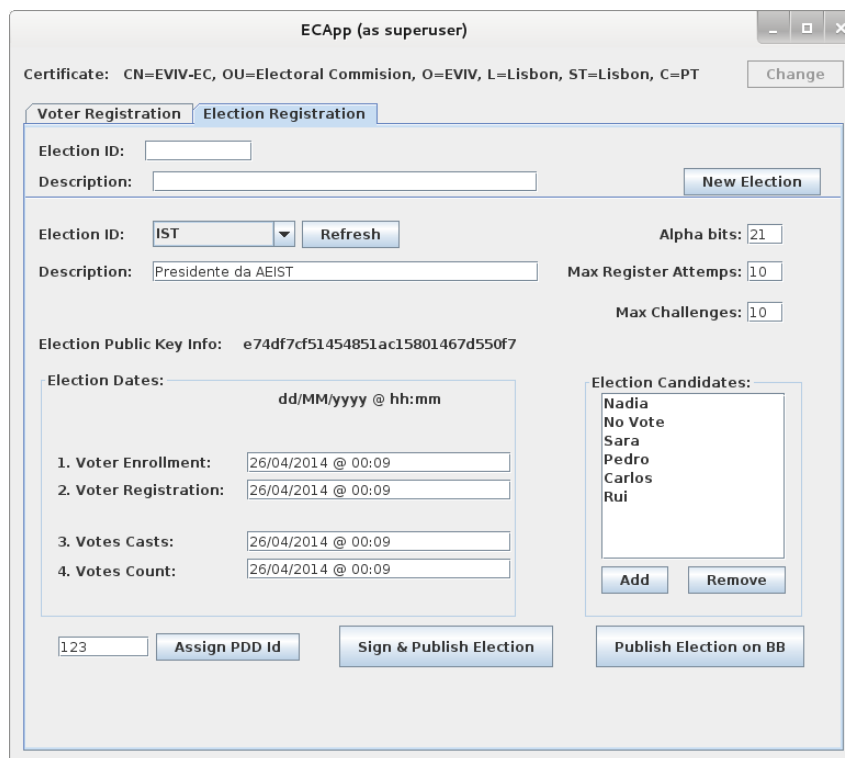 ECApp (as superuser)
Certificate: CN=EVIV-EC, OU=Electoral Commision, O=EVIV, L=Lisbon, ST=Lisbon, C=PT Change
Voter Registration Election Registration
Election ID:
Description: New Election
Election ID: IST Refresh Alpha bits: 21
Description: Presidente da AEIST Max Register Attemps: 10
Max Challenges: 10
Election Public Key Info: e74df7cf51454851ac15801467d550f7
Election Dates:
dd/MM/yyyy @ hh:mm
1. Voter Enrollment: 26/04/2014 @ 00:09
2. Voter Registration: 26/04/2014 @ 00:09
3. Votes Casts: 26/04/2014 @ 00:09
4. Votes Count: 26/04/2014 @ 00:09
Election Candidates:
Nadia
No Vote
Sara
Pedro
Carlos
Rui
Add Remove
123 Assign PDD Id Sign & Publish Election Publish Election on BB